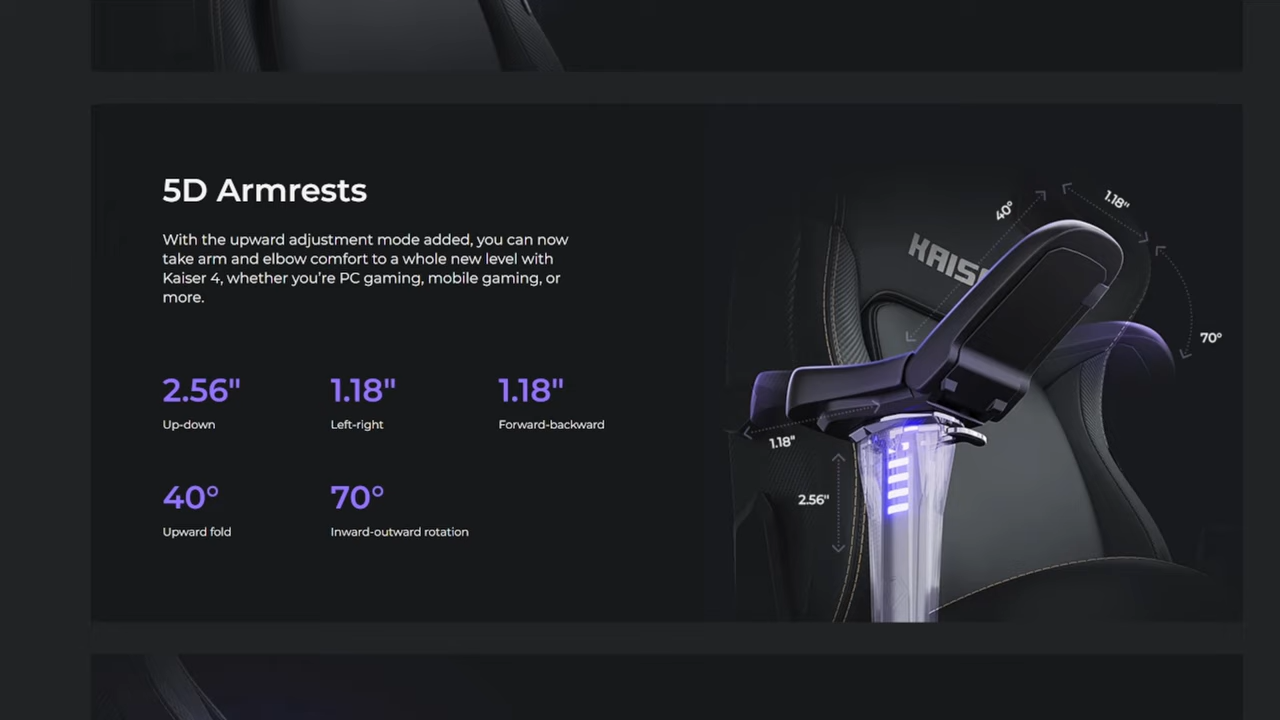 5D Armrests
With the upward adjustment mode added, you can now
take arm and elbow comfort to a whole new level with
Kaiser 4, whether you're PC gaming, mobile gaming, or
more.
2.56" 1.18" 1.18"
Up-down Left-right Forward-backward
40° 70°
Upward fold Inward-outward rotation
40°
1.18"
KAIS
70°
1.18"
2.56"